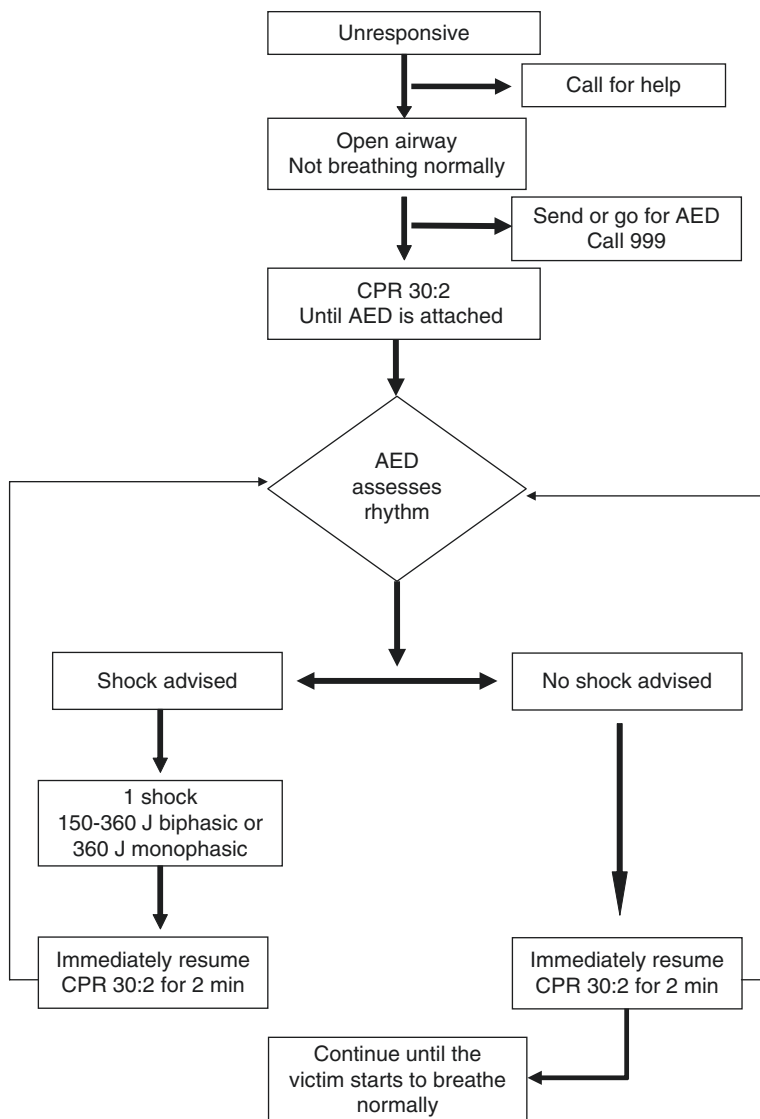 Unresponsive
Call for help
Open airway
Not breathing normally
Send or go for AED
Call 999
CPR 30:2
Until AED is attached
AED
assesses
rhythm
Shock advised
No shock advised
1 shock
150-360 J biphasic or
360 J monophasic
Immediately resume
CPR 30:2 for 2 min
Immediately resume
CPR 30:2 for 2 min
Continue until the
victim starts to breathe
normally